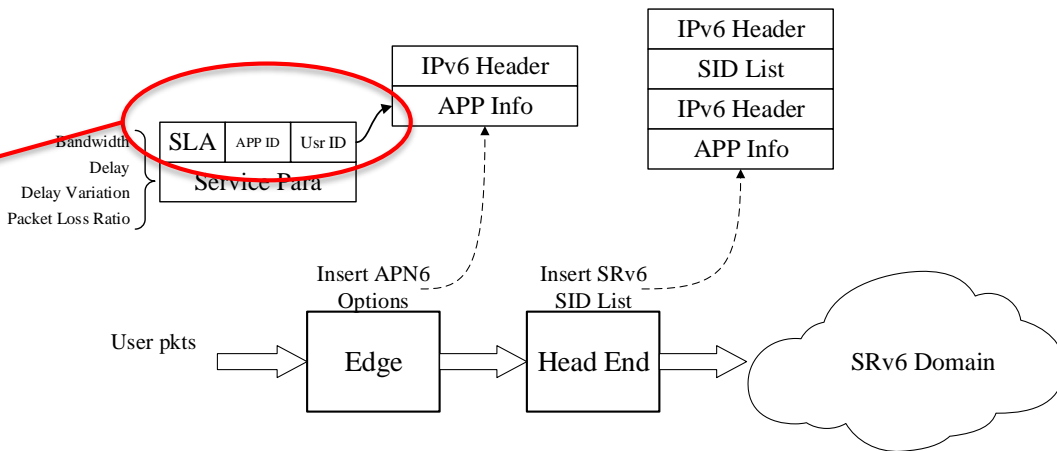 IPv6 Header
APP Info
IPv6 Header
SID List
IPv6 Header
APP Info
SLA
APP ID
Usr ID
Service Para
Bandwidth
Delay
Delay Variation
Packet Loss Ratio
Insert APN6
Options
Insert SRv6
SID List
User pkts
Edge
Head End
SRv6 Domain